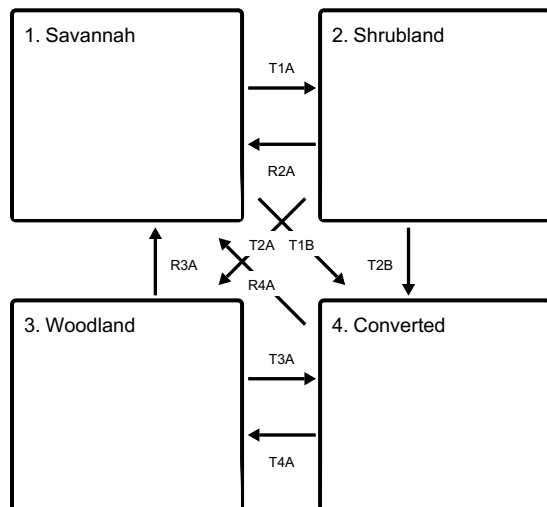 1. Savannah
2. Shrubland
T1A
R2A
T2A
T1B
R3A
T2B
R4A
3. Woodland
4. Converted
T3A
T4A